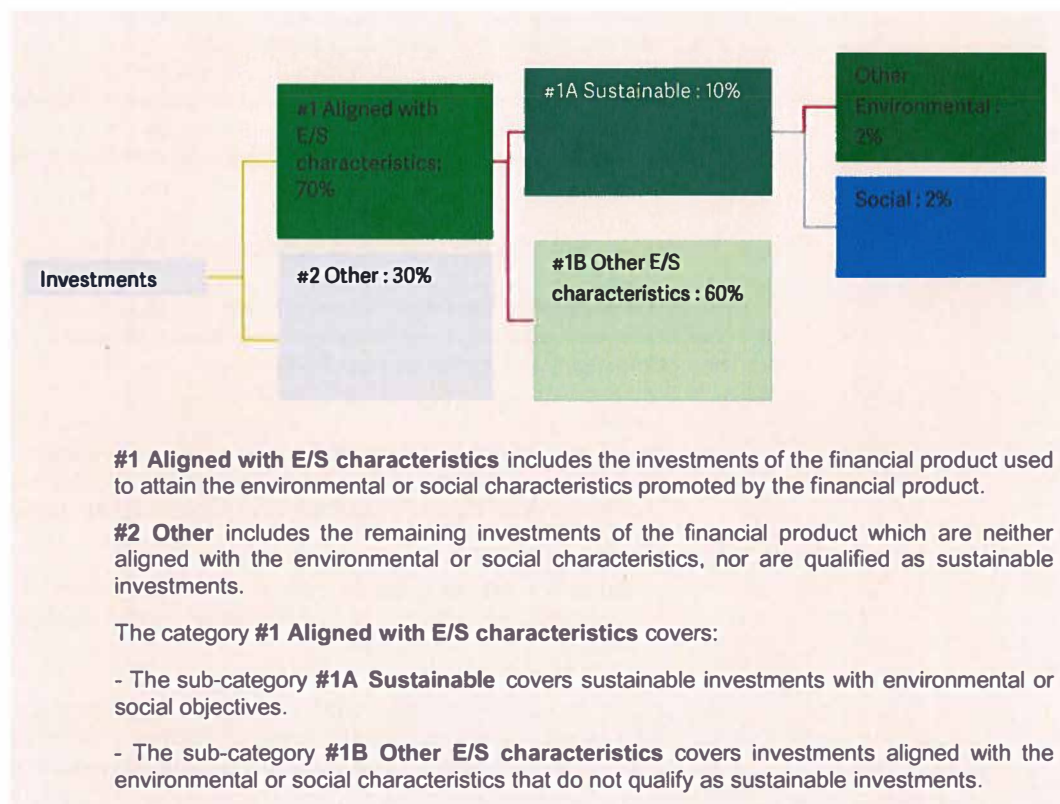 #1 Aligned with
E/S
characteristics:
70%
#1A Sustainable : 10%
Other
Environmental :
2%
Social : 2%
Investments
#2 Other : 30%
#1B Other E/S
characteristics : 60%
#1 Aligned with E/S characteristics includes the investments of the financial product used
to attain the environmental or social characteristics promoted by the financial product.
#2 Other includes the remaining investments of the financial product which are neither
aligned with the environmental or social characteristics, nor are qualified as sustainable
investments.
The category #1 Aligned with E/S characteristics covers:
- The sub-category #1A Sustainable covers sustainable investments with environmental or
social objectives.
- The sub-category #1B Other E/S characteristics covers investments aligned with the
environmental or social characteristics that do not qualify as sustainable investments.